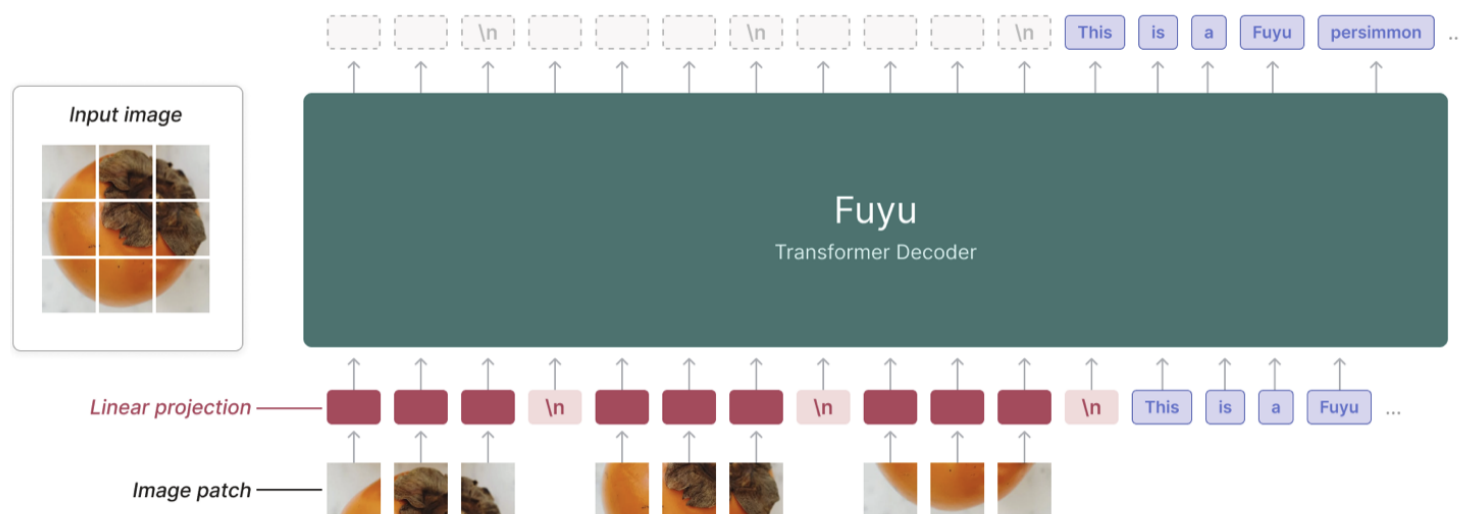 \n \n \n This is a Fuyu persimmon ..
Input image
Fuyu
Transformer Decoder
Linear projection \n \n \n This is a Fuyu ...
Image patch